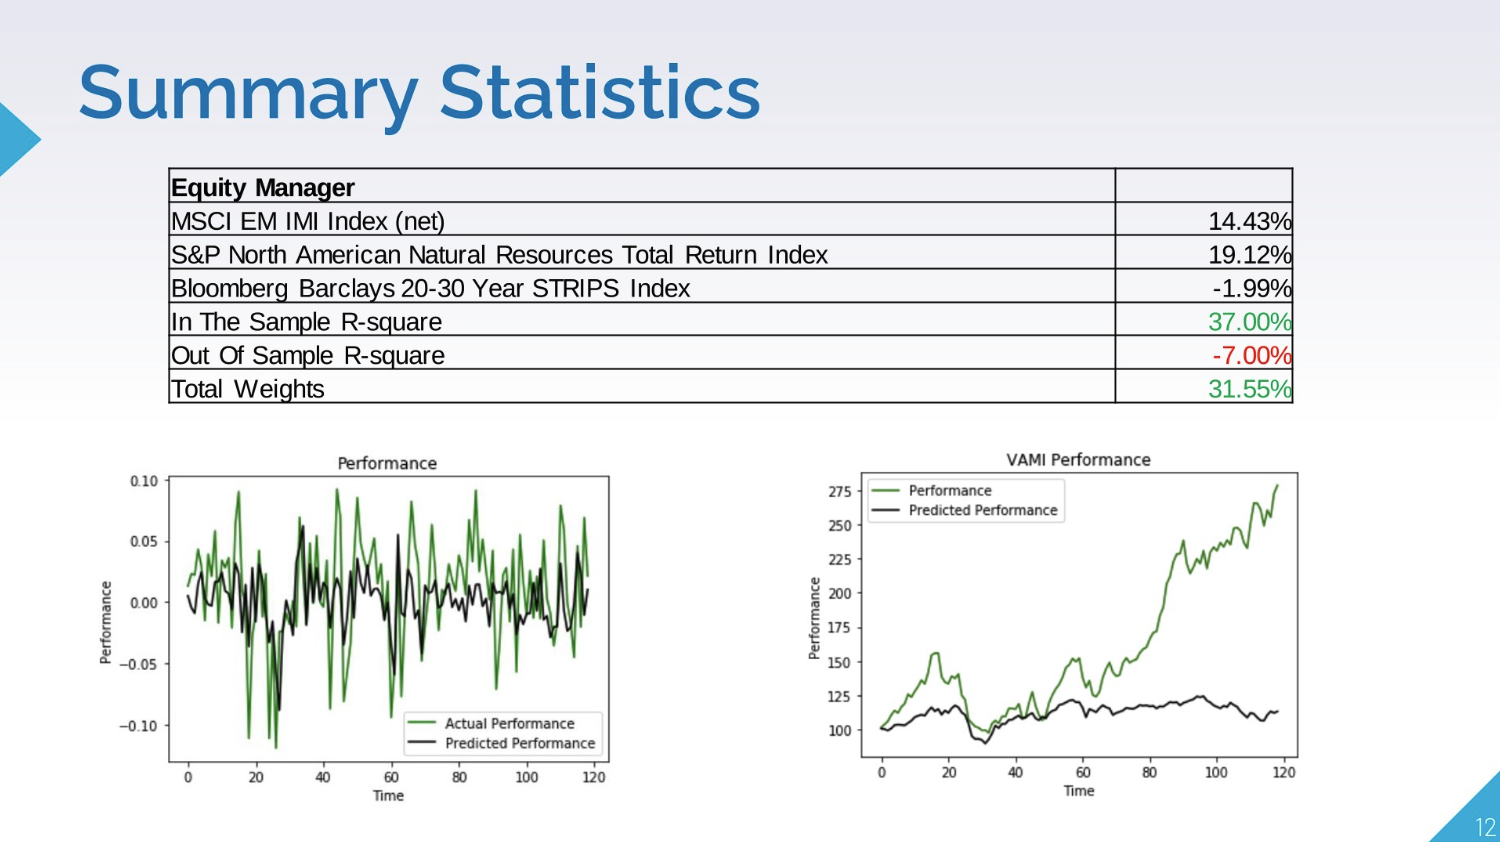 Summary Statistics
Equity Manager
MSCI EM IMI Index (net) 14.43%
S&P North American Natural Resources Total Return Index 19.12%
Bloomberg Barclays 20-30 Year STRIPS Index -1.99%
In The Sample R-square 37.00%
Out Of Sample R-square -7.00%
Total Weights 31.55%
Performance
0.10
0.05
0.00
−0.05
−0.10
Performance
Actual Performance
Predicted Performance
0 20 40 60 80 100 120
Time
VAMI Performance
275
250
225
200
175
150
125
100
Performance
Performance
Predicted Performance
0 20 40 60 80 100 120
Time
12